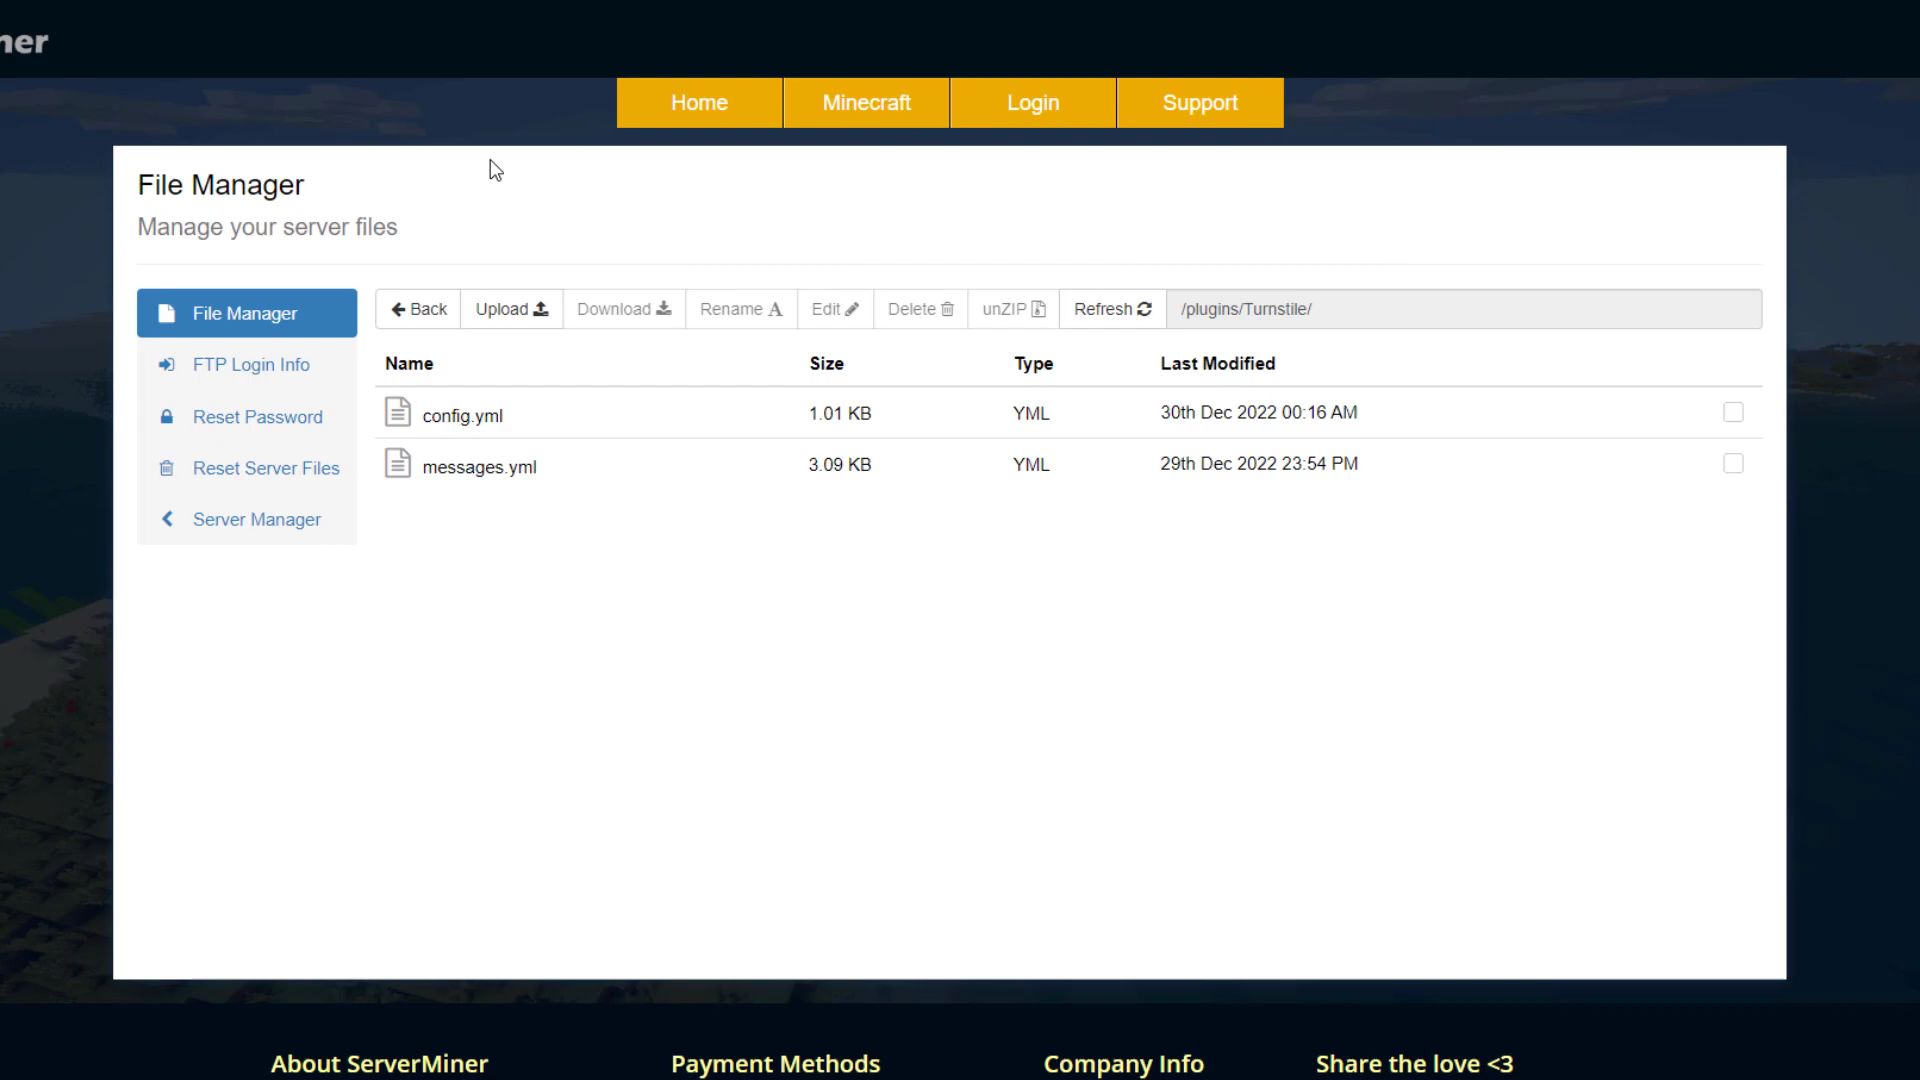 ner
Home Minecraft Login Support
File Manager
Manage your server files
File Manager
FTP Login Info
Reset Password
Reset Server Files
Server Manager
Back Upload Download Rename Edit Delete unZIP Refresh /plugins/Turnstile/
Name Size Type Last Modified
config.yml 1.01 KB YML 30th Dec 2022 00:16 AM
messages.yml 3.09 KB YML 29th Dec 2022 23:54 PM
About ServerMiner Payment Methods Company Info Share the love <3